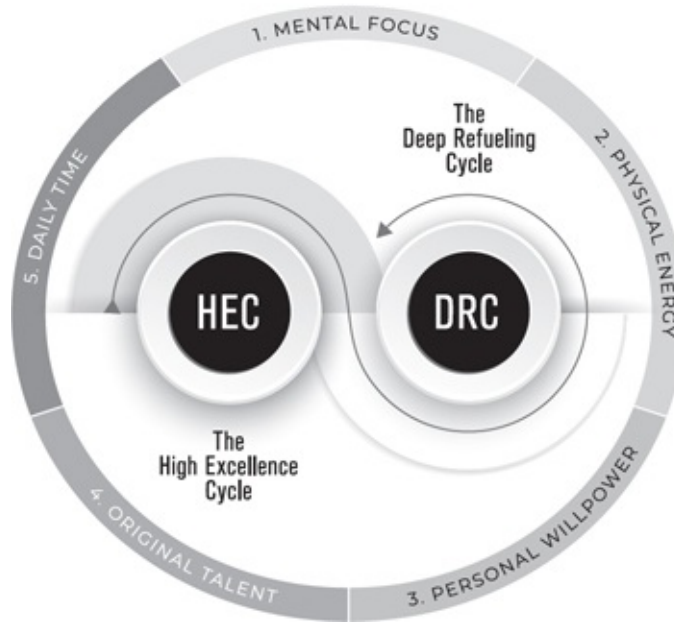 1. MENTAL FOCUS
2. PHYSICAL ENERGY
3. PERSONAL WILLPOWER
4. ORIGINAL TALENT
5. DAILY TIME
The
Deep Refueling
Cycle
HEC
DRC
The
High Excellence
Cycle